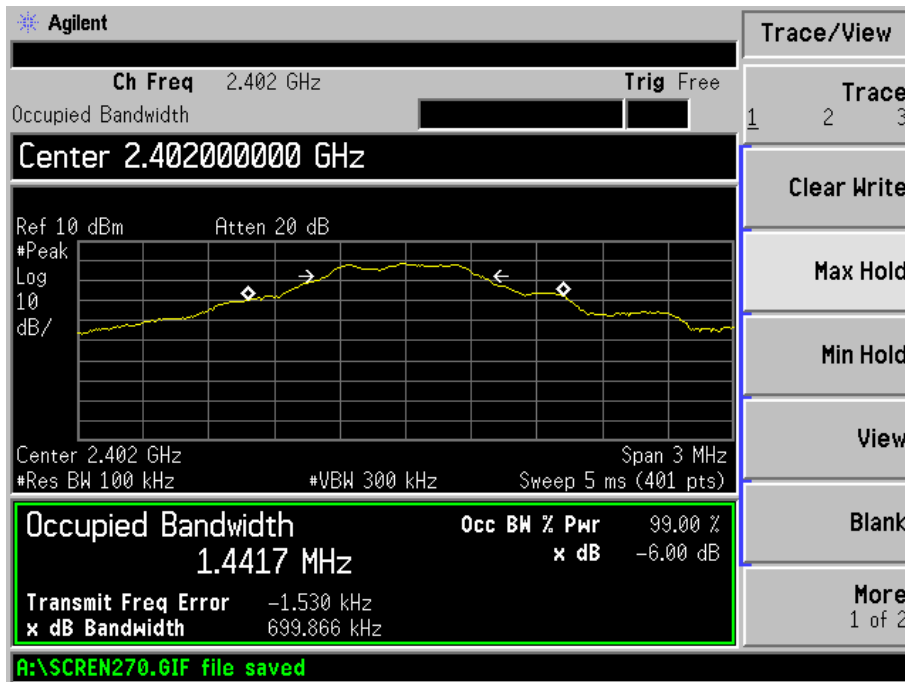 Agilent
Trace/View
Ch Freq 2.402 GHz Trig Free
Occupied Bandwidth
Trace
1 2 3
Center 2.402000000 GHz
Clear Write
Ref 10 dBm Atten 20 dB
#Peak
Log
10
dB/
Max Hold
Min Hold
View
Center 2.402 GHz Span 3 MHz
#Res BW 100 kHz #VBW 300 kHz Sweep 5 ms (401 pts)
Occupied Bandwidth Occ BW % Pwr 99.00 %
1.4417 MHz x dB -6.00 dB
Blank
Transmit Freq Error -1.530 kHz
x dB Bandwidth 699.866 kHz
More
1 of 2
A:\SCREN270.GIF file saved